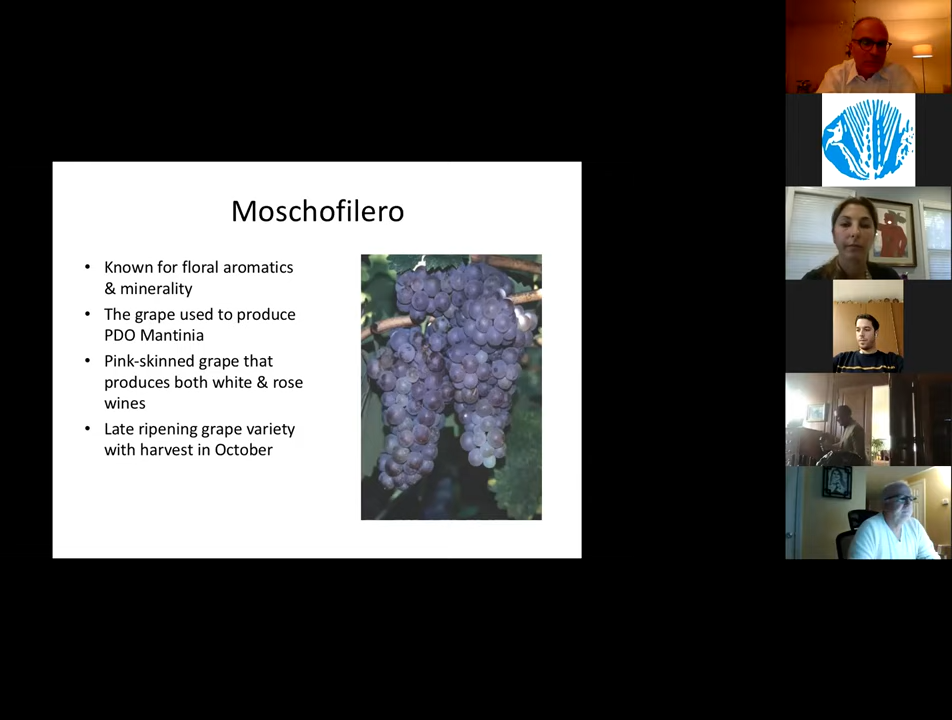 Moschofilero
• Known for floral aromatics
& minerality
• The grape used to produce
PDO Mantinia
• Pink-skinned grape that
produces both white & rose
wines
• Late ripening grape variety
with harvest in October